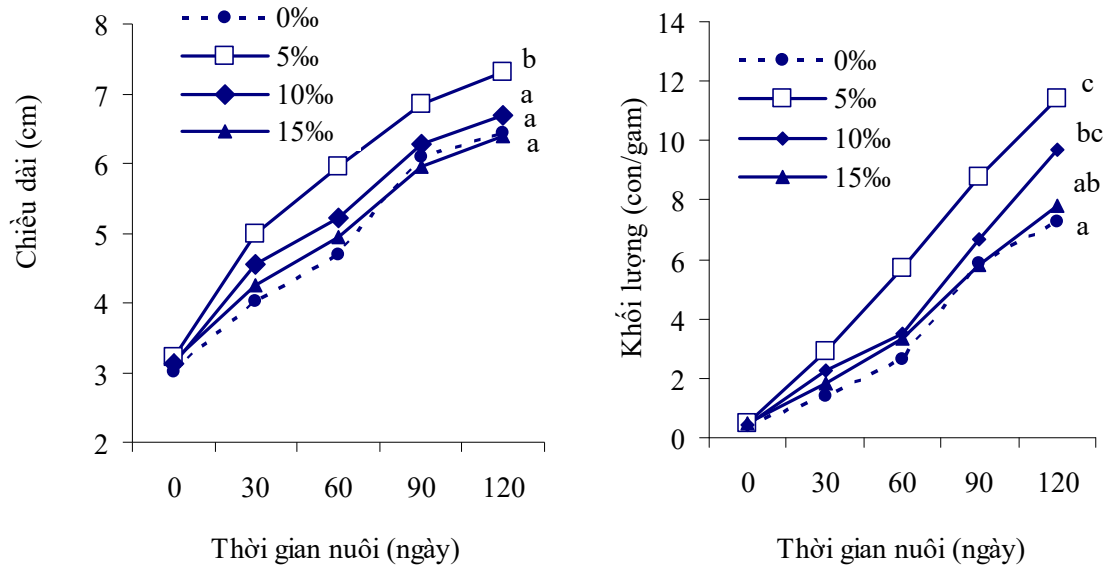 0‰
5‰
10‰
15‰
Chiều dài (cm)
8
7
6
5
4
3
2
b
a
a
a
0 30 60 90 120
Thời gian nuôi (ngày)
0‰
5‰
10‰
15‰
Khối lượng (con/gam)
14
12
10
8
6
4
2
0
c
bc
ab
a
0 30 60 90 120
Thời gian nuôi (ngày)